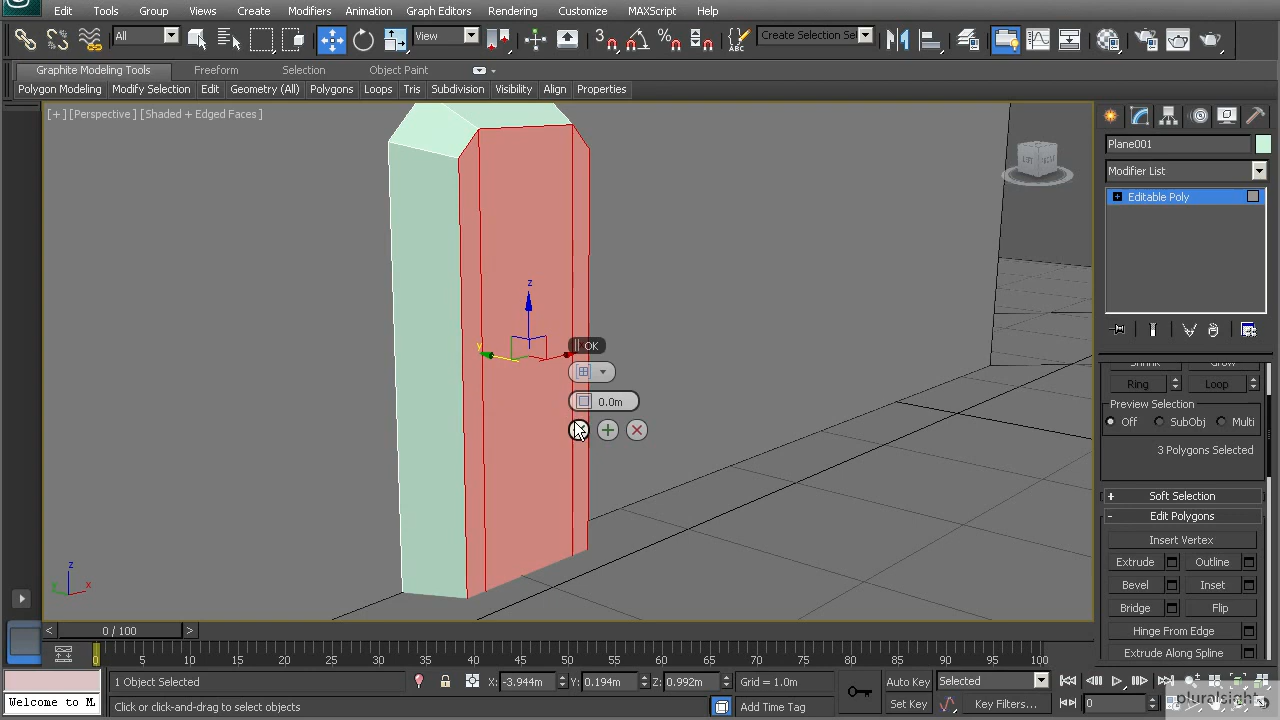 Edit Tools Group Views Create Modifiers Animation Graph Editors Rendering Customize MAXScript Help
All View 3 Create Selection Se
Graphite Modeling Tools Freeform Selection Object Paint
Polygon Modeling Modify Selection Edit Geometry (All) Polygons Loops Tris Subdivision Visibility Align Properties
[+] [Perspective] [Shaded + Edged Faces]
Plane001
Modifier List
Editable Poly
z
y
OK
0.0m
Ring Loop
Preview Selection
Off SubObj Multi
3 Polygons Selected
+ Soft Selection
- Edit Polygons
Insert Vertex
Extrude Outline
Bevel Inset
Bridge Flip
Hinge From Edge
Extrude Along Spline
z
x
< 0 / 100 >
0 5 10 15 20 25 30 35 40 45 50 55 60 65 70 75 80 85 90 95 100
1 Object Selected X: -3.944m Y: 0.194m Z: 0.992m Grid = 1.0m Auto Key Selected
Welcome to M Click or click-and-drag to select objects Add Time Tag Set Key Key Filters... 0
pluralsight